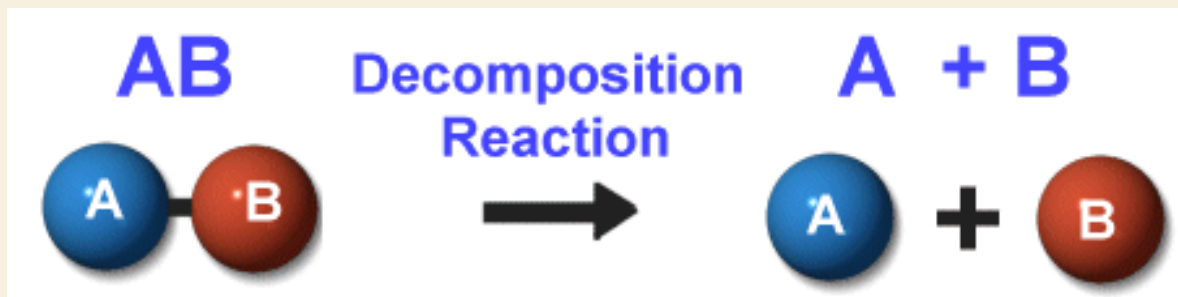 AB
Decomposition
Reaction
A + B
A
B
A
+
B